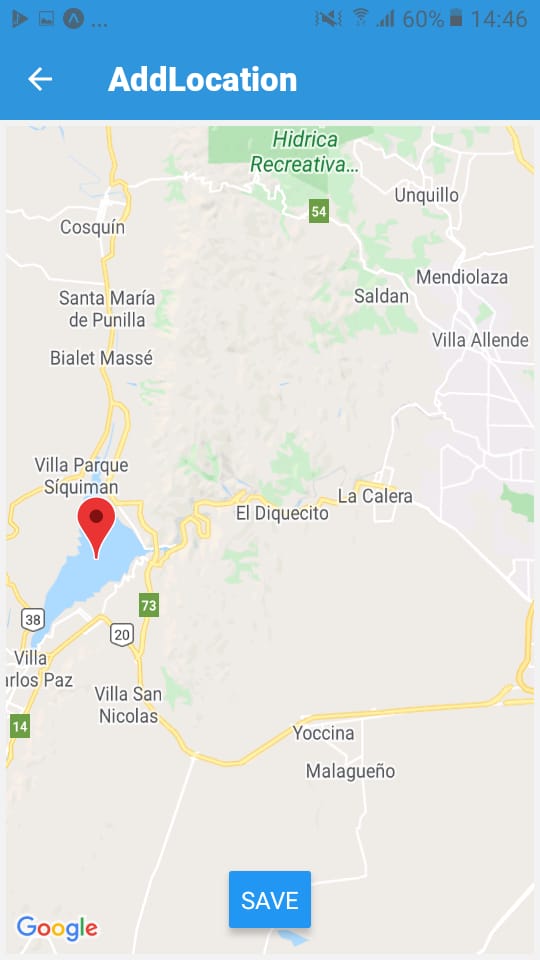 ... 60% 14:46
AddLocation
Hidrica
Recreativa...
54
Unquillo
Cosquín
Mendiolaza
Santa María
de Punilla
Saldan
Villa Allende
Bialet Massé
Villa Parque
Síquiman
La Calera
El Diquecito
73
38
20
Villa
arlos Paz
Villa San
Nicolas
14
Yoccina
Malagueño
SAVE
Google